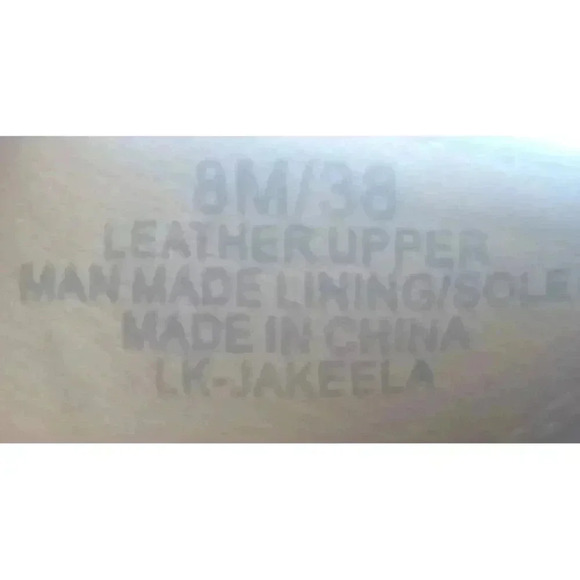 8M/38
LEATHER UPPER
MAN MADE LINING/SOLE
MADE IN CHINA
LK-JAKEELA